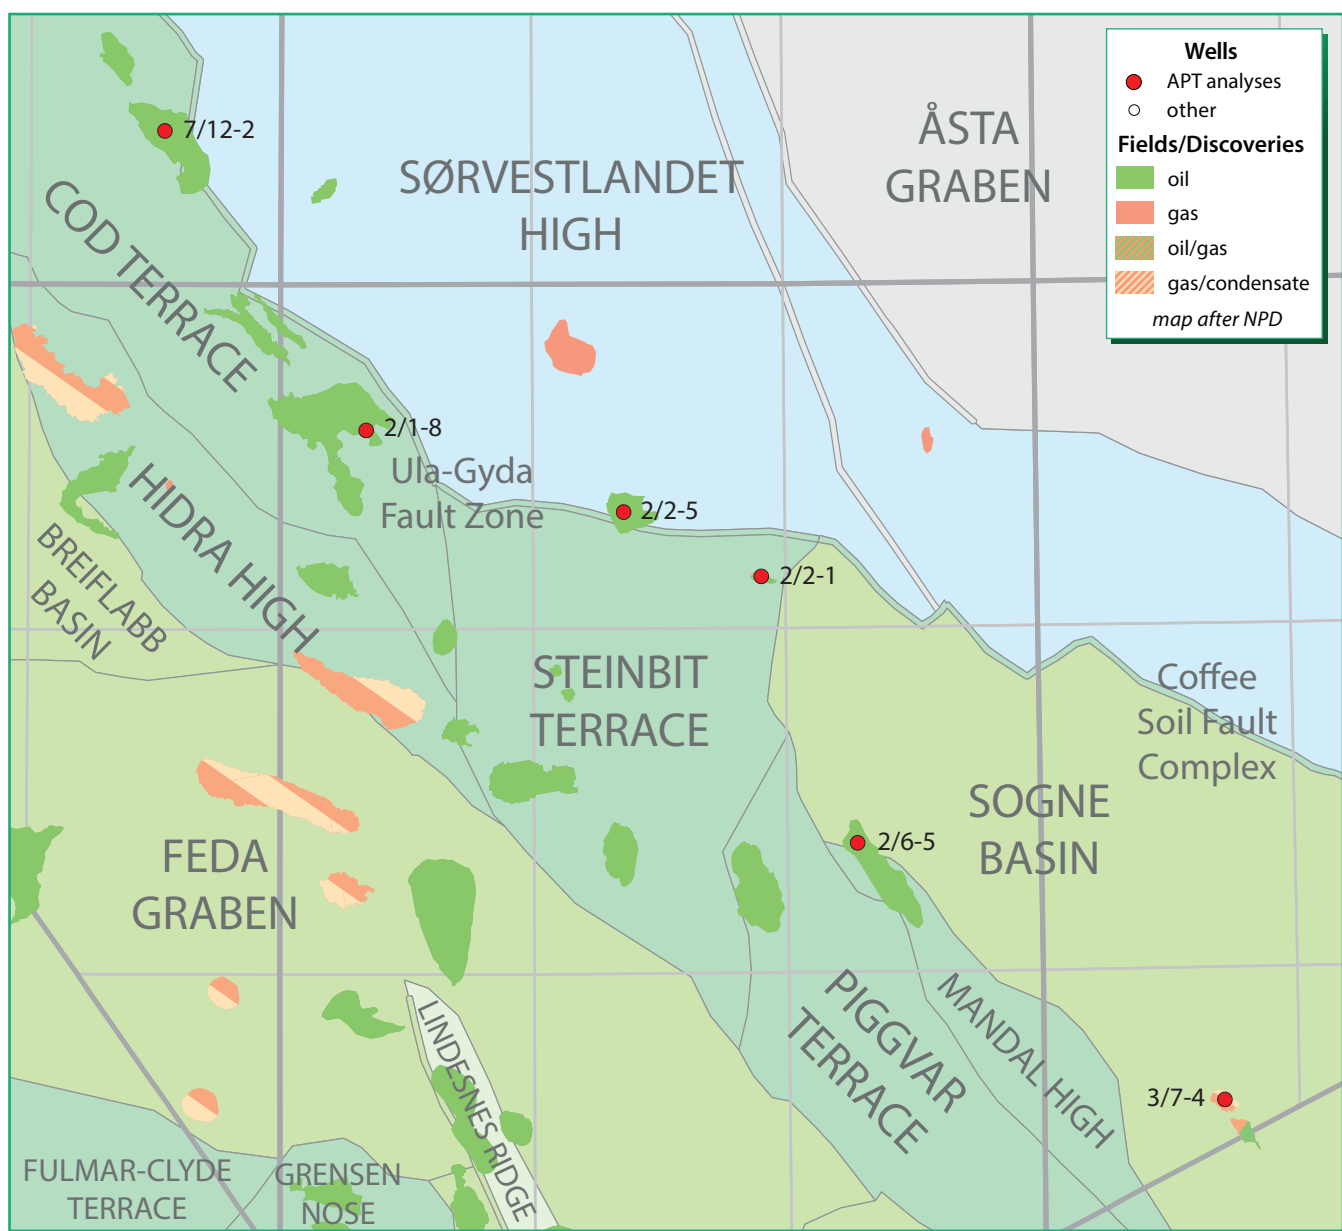 Wells
APT analyses
other
Fields/Discoveries
oil
gas
oil/gas
gas/condensate
map after NPD
7/12-2
ÅSTA
GRABEN
SØRVESTLANDET
HIGH
COD TERRACE
2/1-8
Ula-Gyda
Fault Zone
2/2-5
HIDRA HIGH
BREIFLABB
BASIN
2/2-1
STEINBIT
TERRACE
Coffee
Soil Fault
Complex
SOGNE
BASIN
2/6-5
FEDA
GRABEN
PIGGVAR
TERRACE
MANDAL HIGH
LINDESNES RIDGE
3/7-4
FULMAR-CLYDE
TERRACE
GRENSEN
NOSE